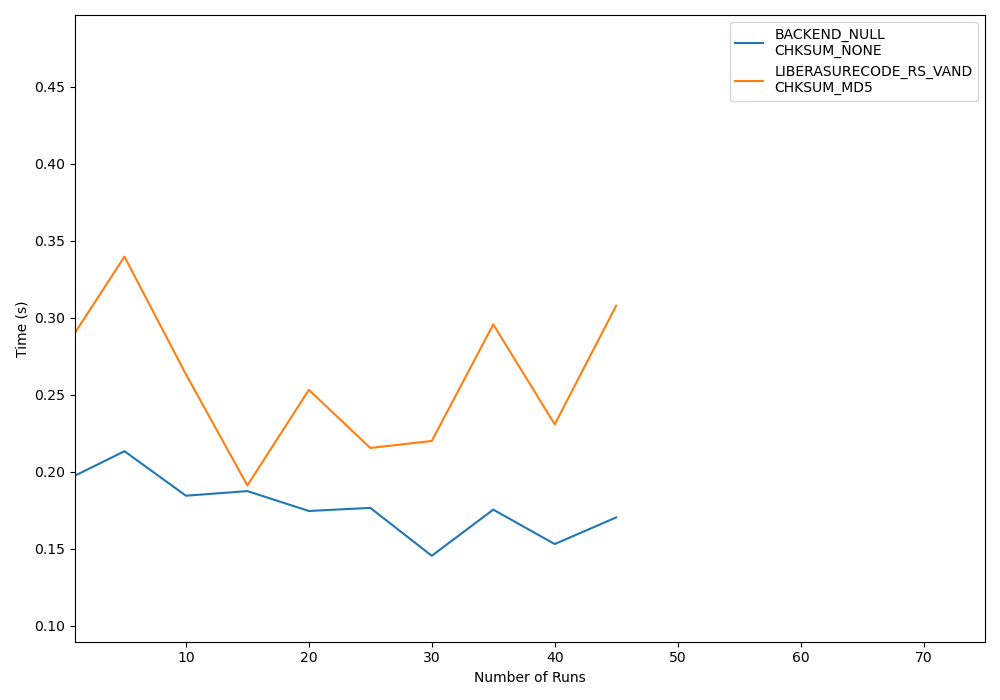 BACKEND_NULL
CHKSUM_NONE
LIBERASURECODE_RS_VAND
CHKSUM_MD5
0.45
0.40
0.35
0.30
0.25
0.20
0.15
0.10
Time (s)
10 20 30 40 50 60 70
Number of Runs